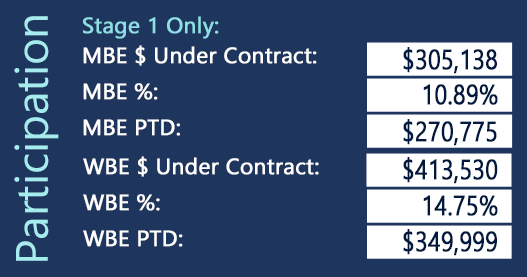 Participation
Stage 1 Only:
MBE $ Under Contract: $305,138
MBE %: 10.89%
MBE PTD: $270,775
WBE $ Under Contract: $413,530
WBE %: 14.75%
WBE PTD: $349,999